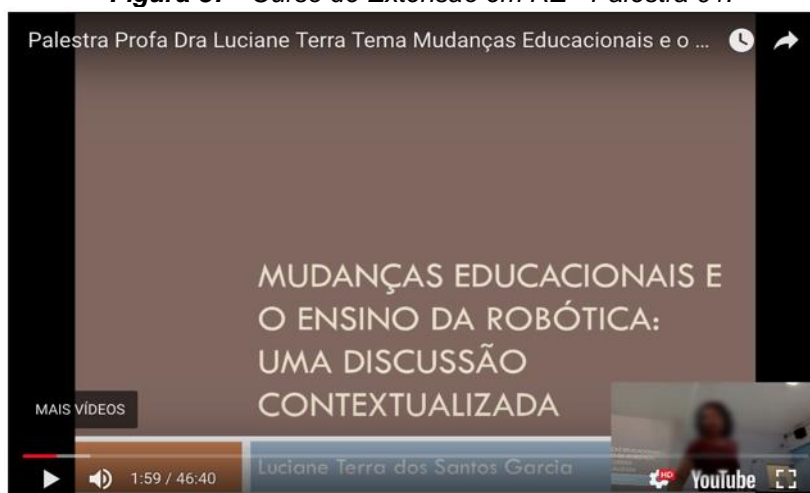 Palestra Profa Dra Luciane Terra Tema Mudanças Educacionais e o ...
MUDANÇAS EDUCACIONAIS E
O ENSINO DA ROBÓTICA:
UMA DISCUSSÃO
CONTEXTUALIZADA
MAIS VÍDEOS
Luciane Terra dos Santos Garcia
1:59 / 46:40
HD
YouTube